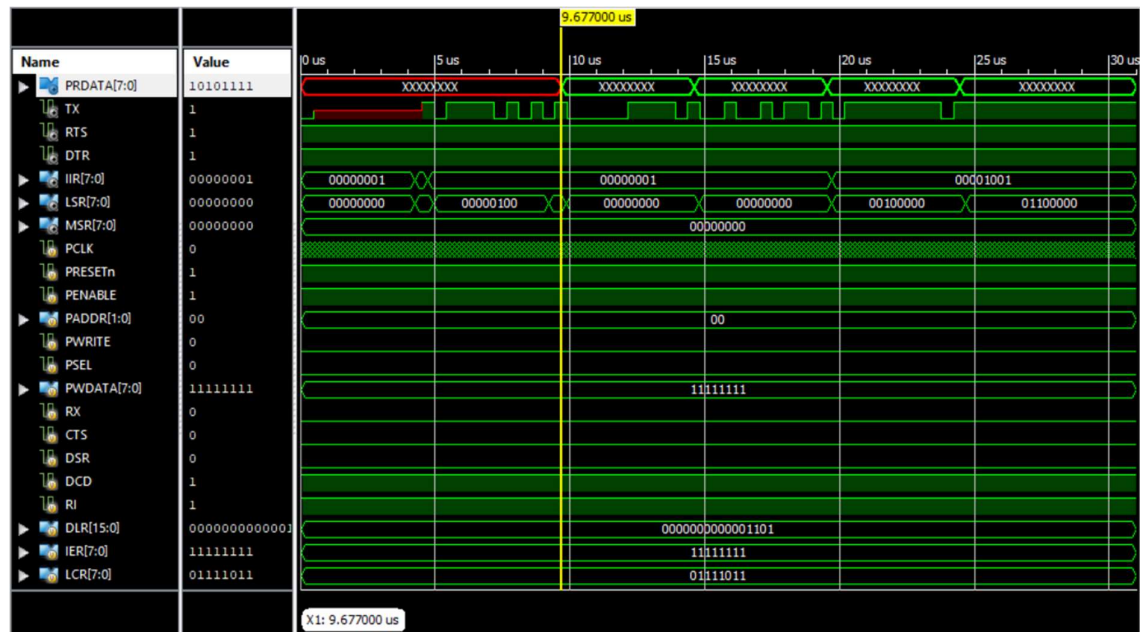 9.677000 us
Name Value 0 us 5 us 10 us 15 us 20 us 25 us 30 us
PRDATA[7:0] 10101111 XXXXXXXX XXXXXXXX XXXXXXXX XXXXXXXX XXXXXXXX
TX 1
RTS 1
DTR 1
IIR[7:0] 00000001 00000001 00000001 00001001
LSR[7:0] 00000000 00000000 00000100 00000000 00000000 00100000 01100000
MSR[7:0] 00000000 00000000
PCLK 0
PRESETn 1
PENABLE 1
PADDR[1:0] 00 00
PWRITE 0
PSEL 0
PWDATA[7:0] 11111111 11111111
RX 0
CTS 0
DSR 0
DCD 1
RI 1
DLR[15:0] 0000000000001 0000000000001101
IER[7:0] 11111111 11111111
LCR[7:0] 01111011 01111011
X1: 9.677000 us